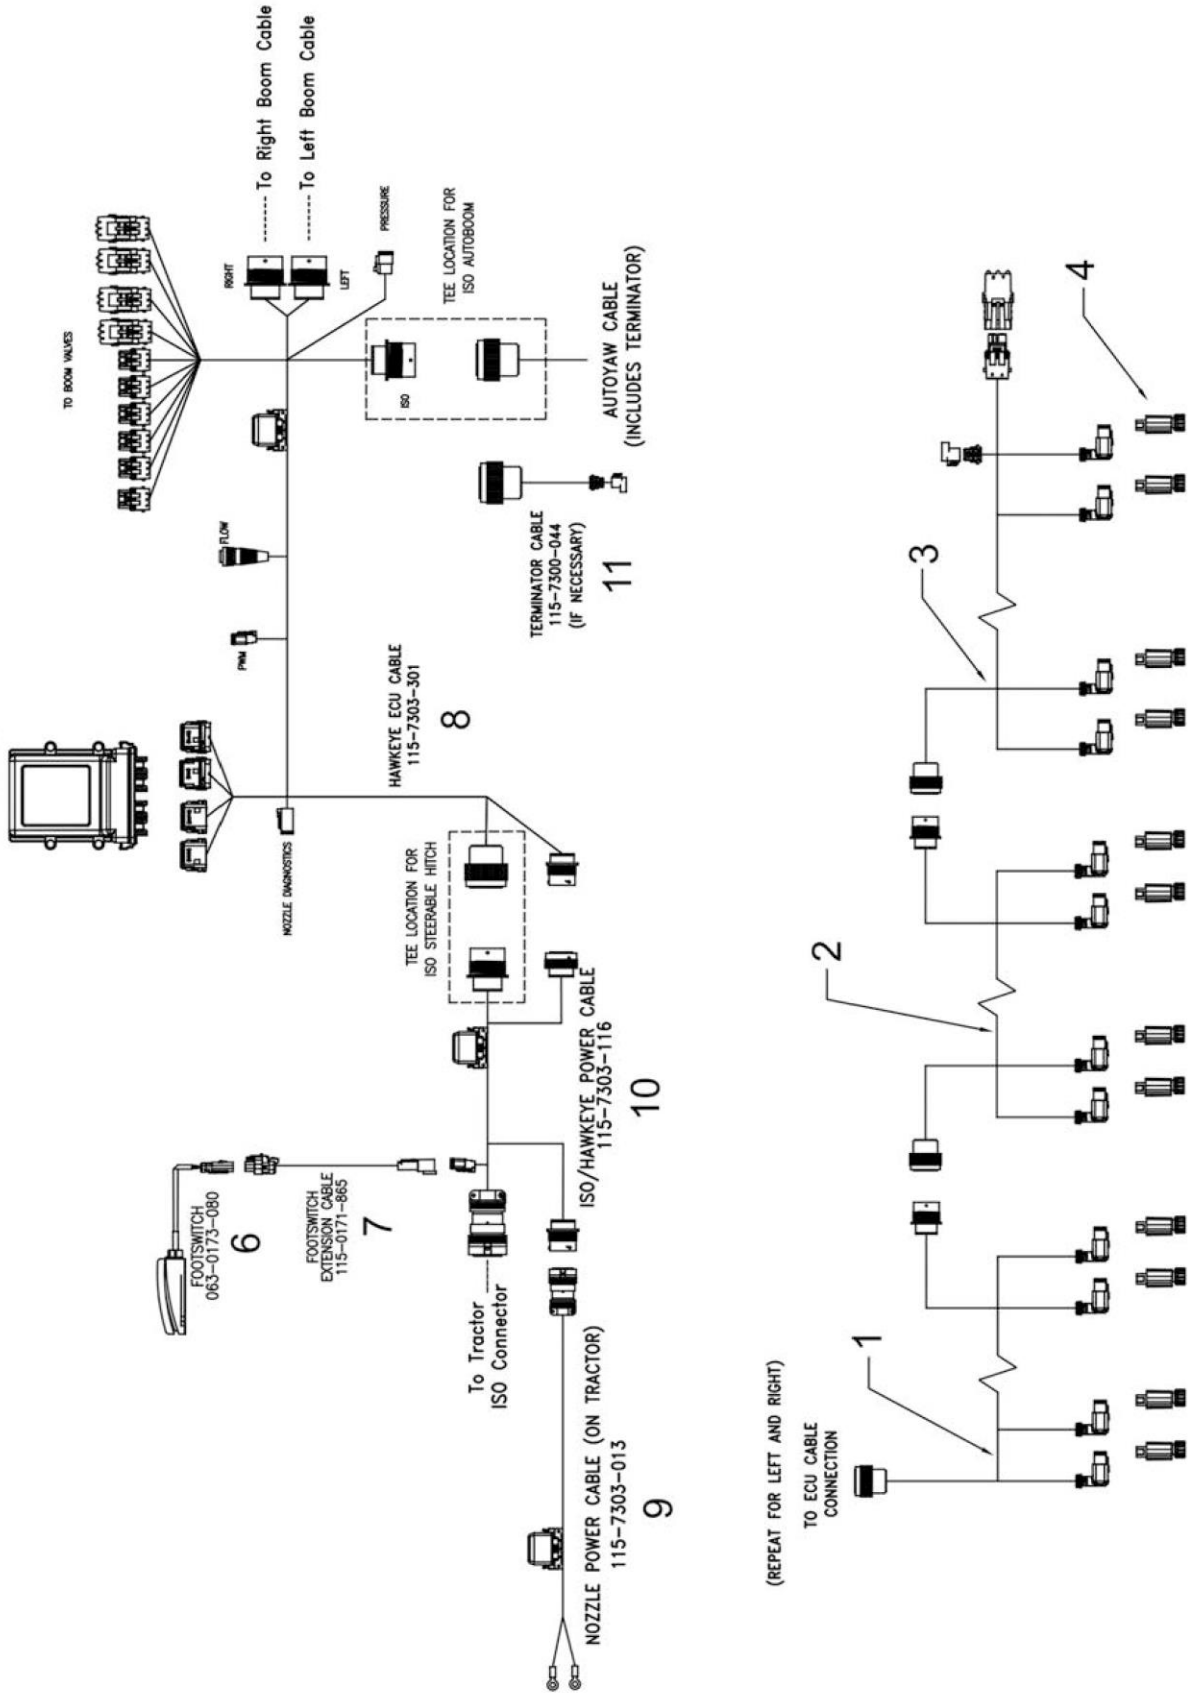 TO BOOM VALVES
RIGHT
To Right Boom Cable
LEFT
To Left Boom Cable
PRESSURE
TEE LOCATION FOR
ISO AUTOBOOM
ISO
AUTOYAW CABLE
(INCLUDES TERMINATOR)
FLOW
PWM
TERMINATOR CABLE
115-7300-044
(IF NECESSARY)
11
HAWKEYE ECU CABLE
115-7303-301
8
NOZZLE DIAGNOSTICS
TEE LOCATION FOR
ISO STEERABLE HITCH
ISO/HAWKEYE POWER CABLE
115-7303-116
10
FOOTSWITCH
063-0173-080
6
FOOTSWITCH
EXTENSION CABLE
115-0171-865
7
To Tractor
ISO Connector
NOZZLE POWER CABLE (ON TRACTOR)
115-7303-013
9
(REPEAT FOR LEFT AND RIGHT)
TO ECU CABLE
CONNECTION
1
2
3
4